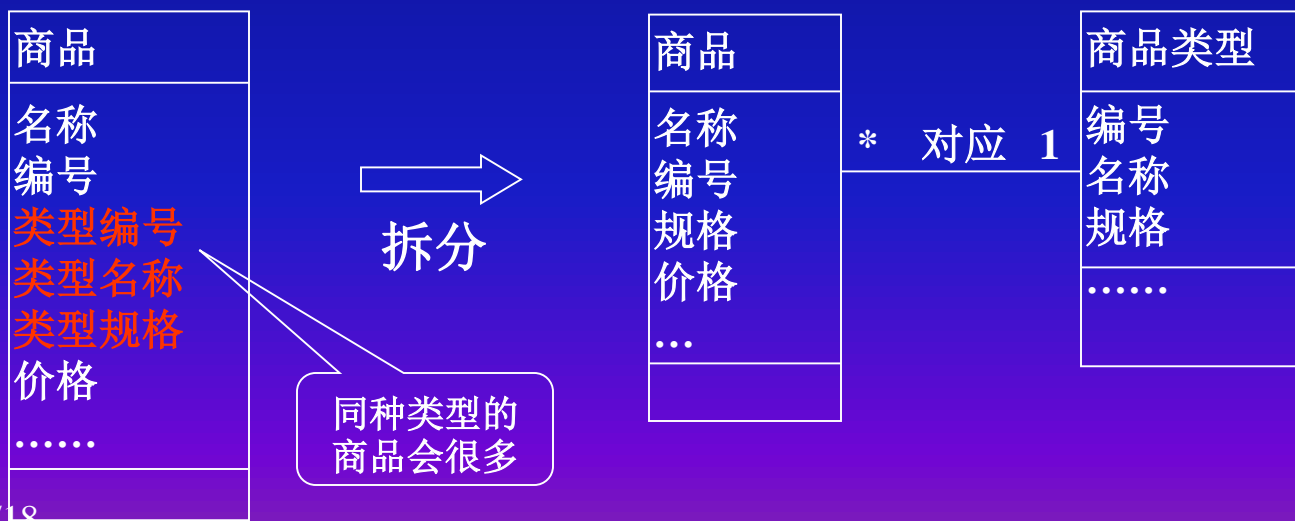 商品
名称
编号
类型编号
类型名称
类型规格
价格
……
拆分
同种类型的
商品会很多
商品
名称
编号
规格
价格
…
* 对应 1
商品类型
编号
名称
规格
……
/18